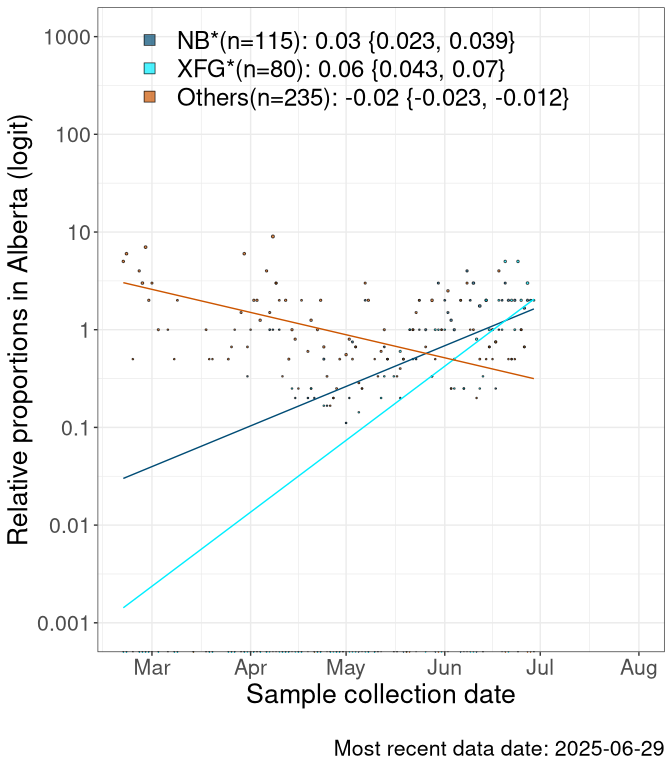 NB*(n=115): 0.03 {0.023, 0.039}
XFG*(n=80): 0.06 {0.043, 0.07}
Others(n=235): -0.02 {-0.023, -0.012}
Relative proportions in Alberta (logit)
1000
100
10
1
0.1
0.01
0.001
Mar Apr May Jun Jul Aug
Sample collection date
Most recent data date: 2025-06-29